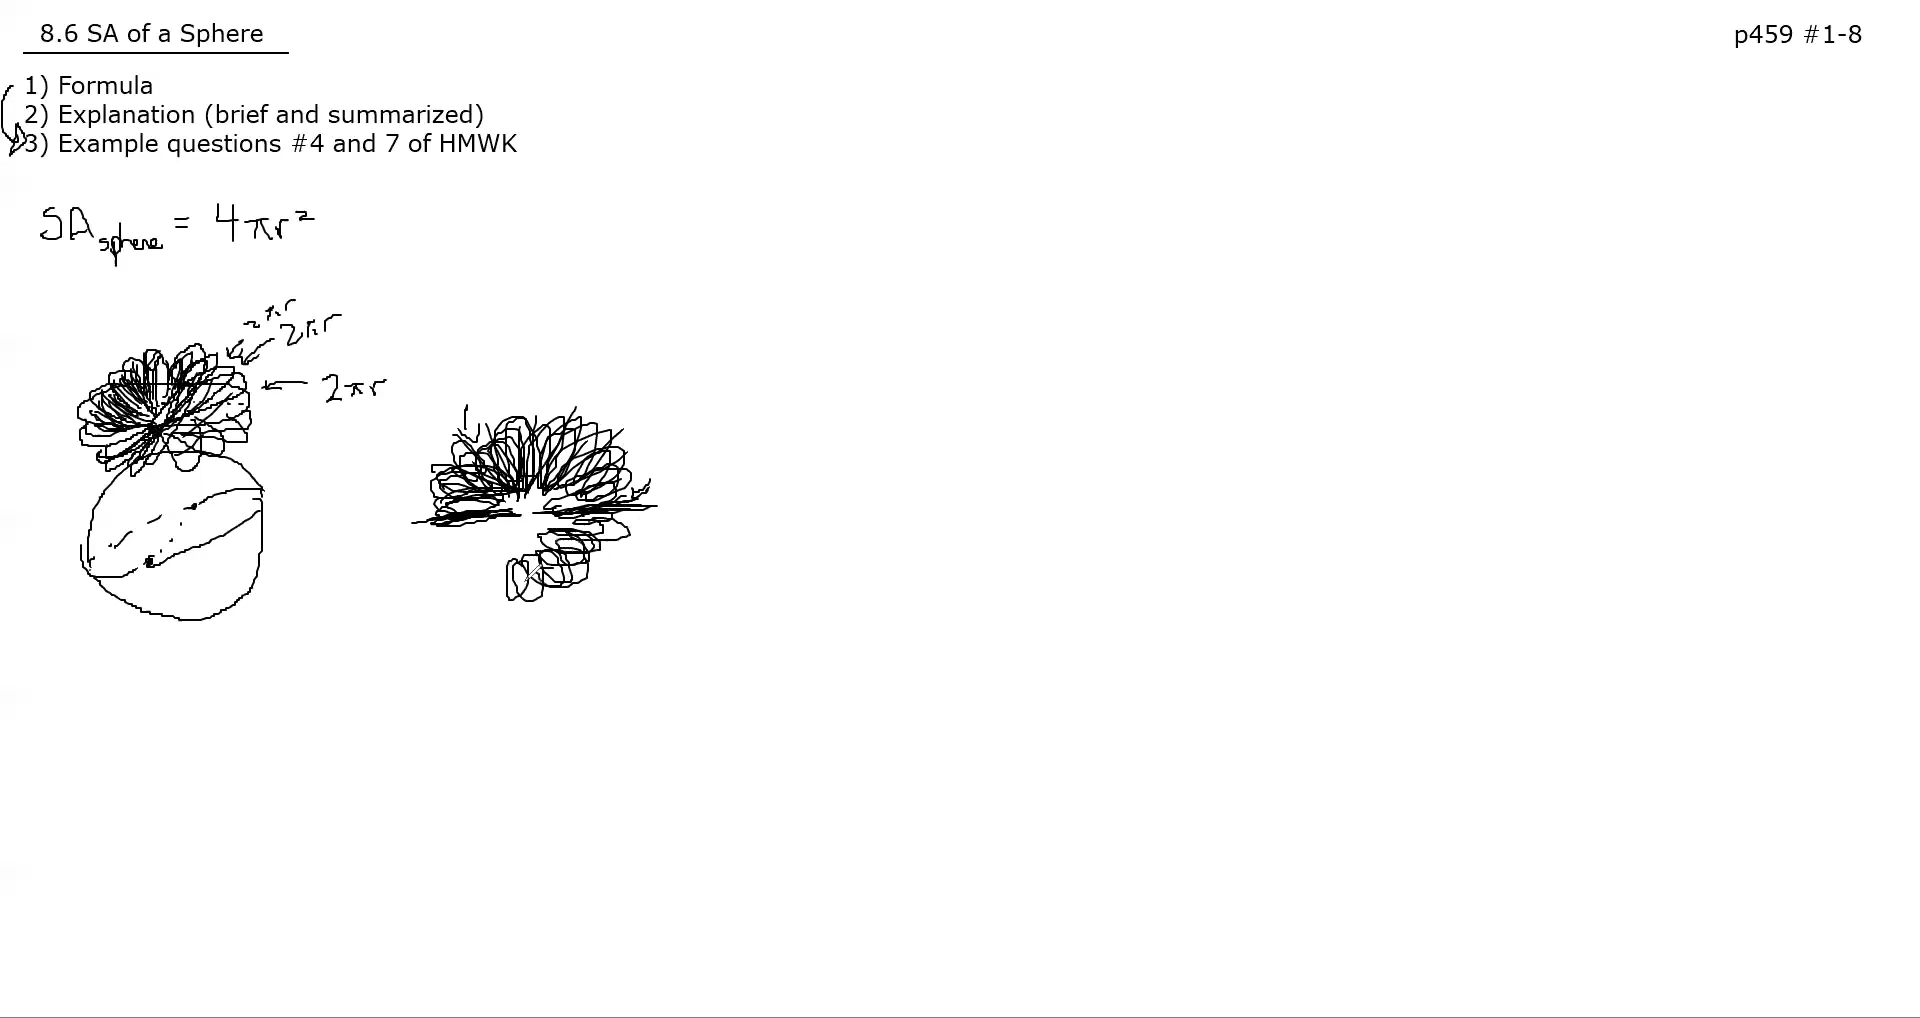 8.6 SA of a Sphere
p459 #1-8
1) Formula
2) Explanation (brief and summarized)
3) Example questions #4 and 7 of HMWK
SA sphere = 4πr²
2πr
2πr
2πr